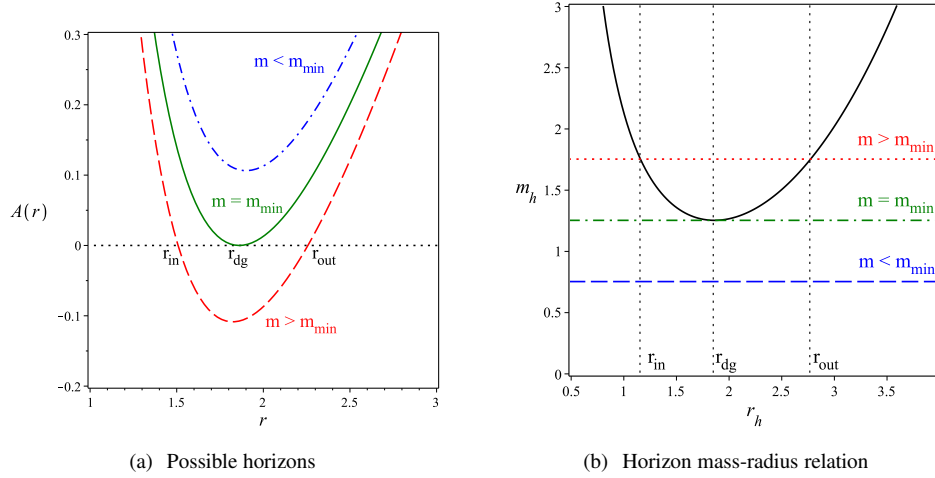 0.3
0.2
0.1
0
−0.1
−0.2
A(r)
1
1.5
2
2.5
3
r
m < m_min
m = m_min
m > m_min
r_in
r_dg
r_out
(a) Possible horizons
3
2.5
2
1.5
1
0.5
0
m_h
0.5
1
1.5
2
2.5
3
3.5
r_h
m > m_min
m = m_min
m < m_min
r_in
r_dg
r_out
(b) Horizon mass-radius relation